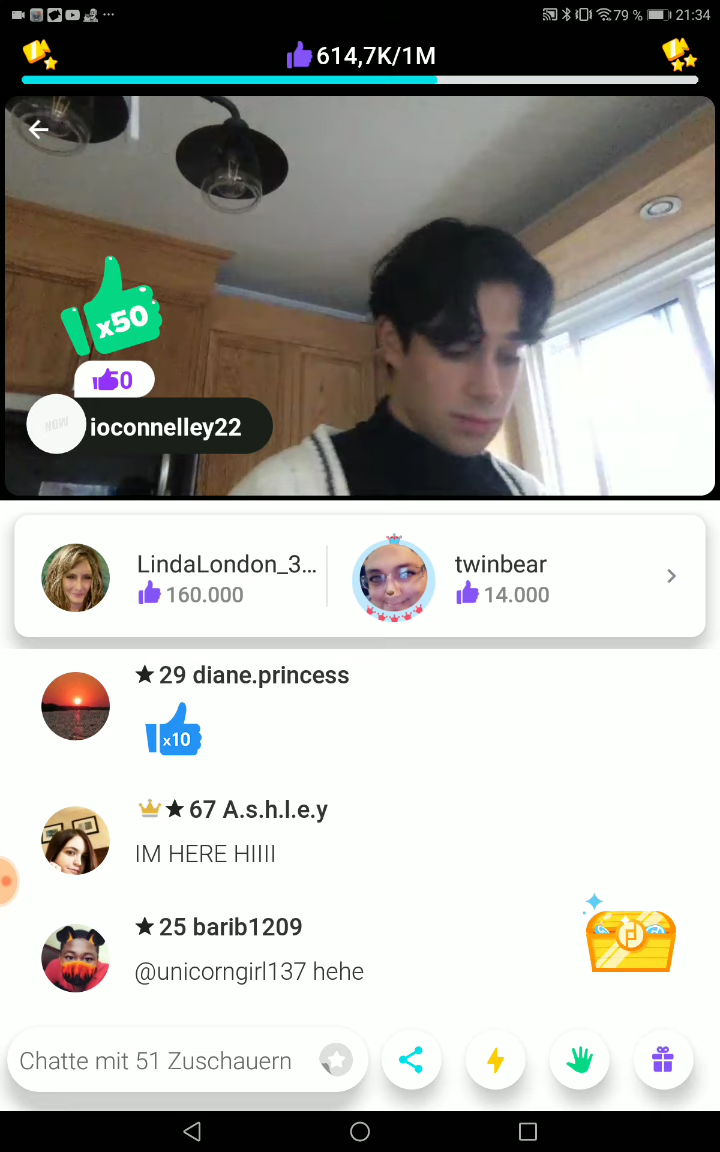 79 % 21:34
614,7K/1M
x50
50
NOW
ioconnelley22
LindaLondon_3...
160.000
twinbear
14.000
29 diane.princess
x10
67 A.s.h.l.e.y
IM HERE HIIII
25 barib1209
@unicorngirl137 hehe
Chatte mit 51 Zuschauern